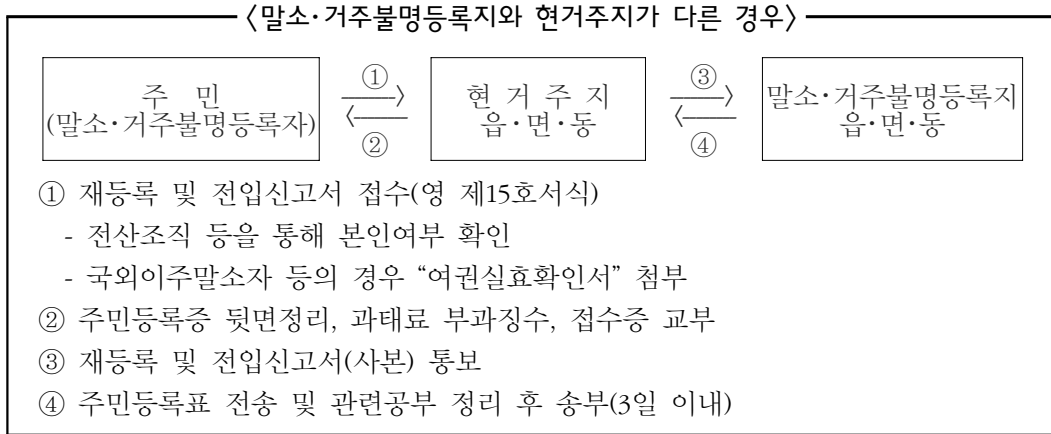 〈말소·거주불명등록지와 현거주지가 다른 경우〉
주 민
(말소·거주불명등록자)
①
②
현 거 주 지
읍·면·동
③
④
말소·거주불명등록지
읍·면·동
① 재등록 및 전입신고서 접수(영 제15호서식)
- 전산조직 등을 통해 본인여부 확인
- 국외이주말소자 등의 경우 “여권실효확인서” 첨부
② 주민등록증 뒷면정리, 과태료 부과징수, 접수증 교부
③ 재등록 및 전입신고서(사본) 통보
④ 주민등록표 전송 및 관련공부 정리 후 송부(3일 이내)